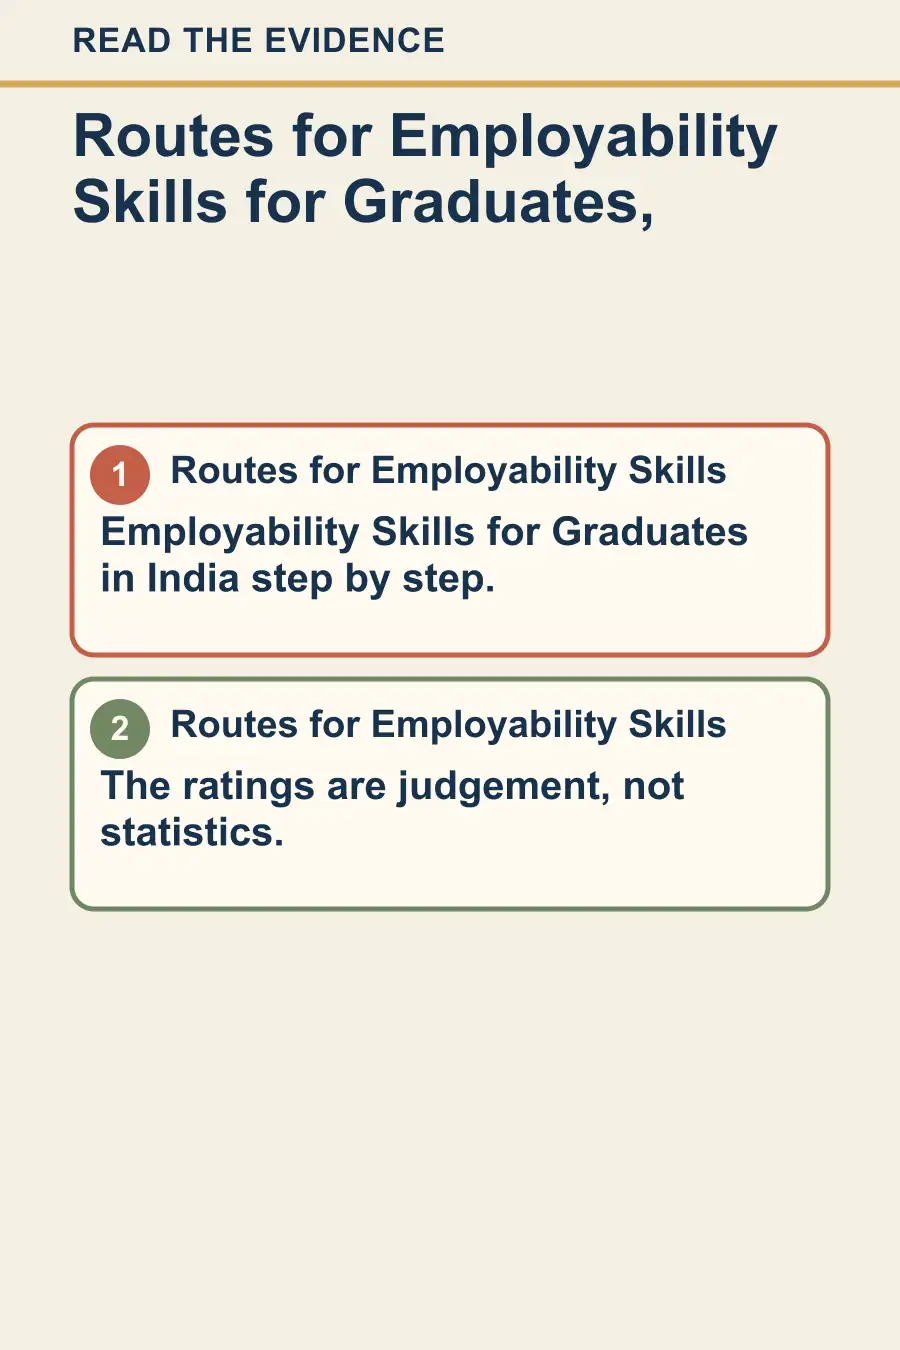 READ THE EVIDENCE
Routes for Employability
Skills for Graduates,
1 Routes for Employability Skills
Employability Skills for Graduates
in India step by step.
2 Routes for Employability Skills
The ratings are judgement, not
statistics.